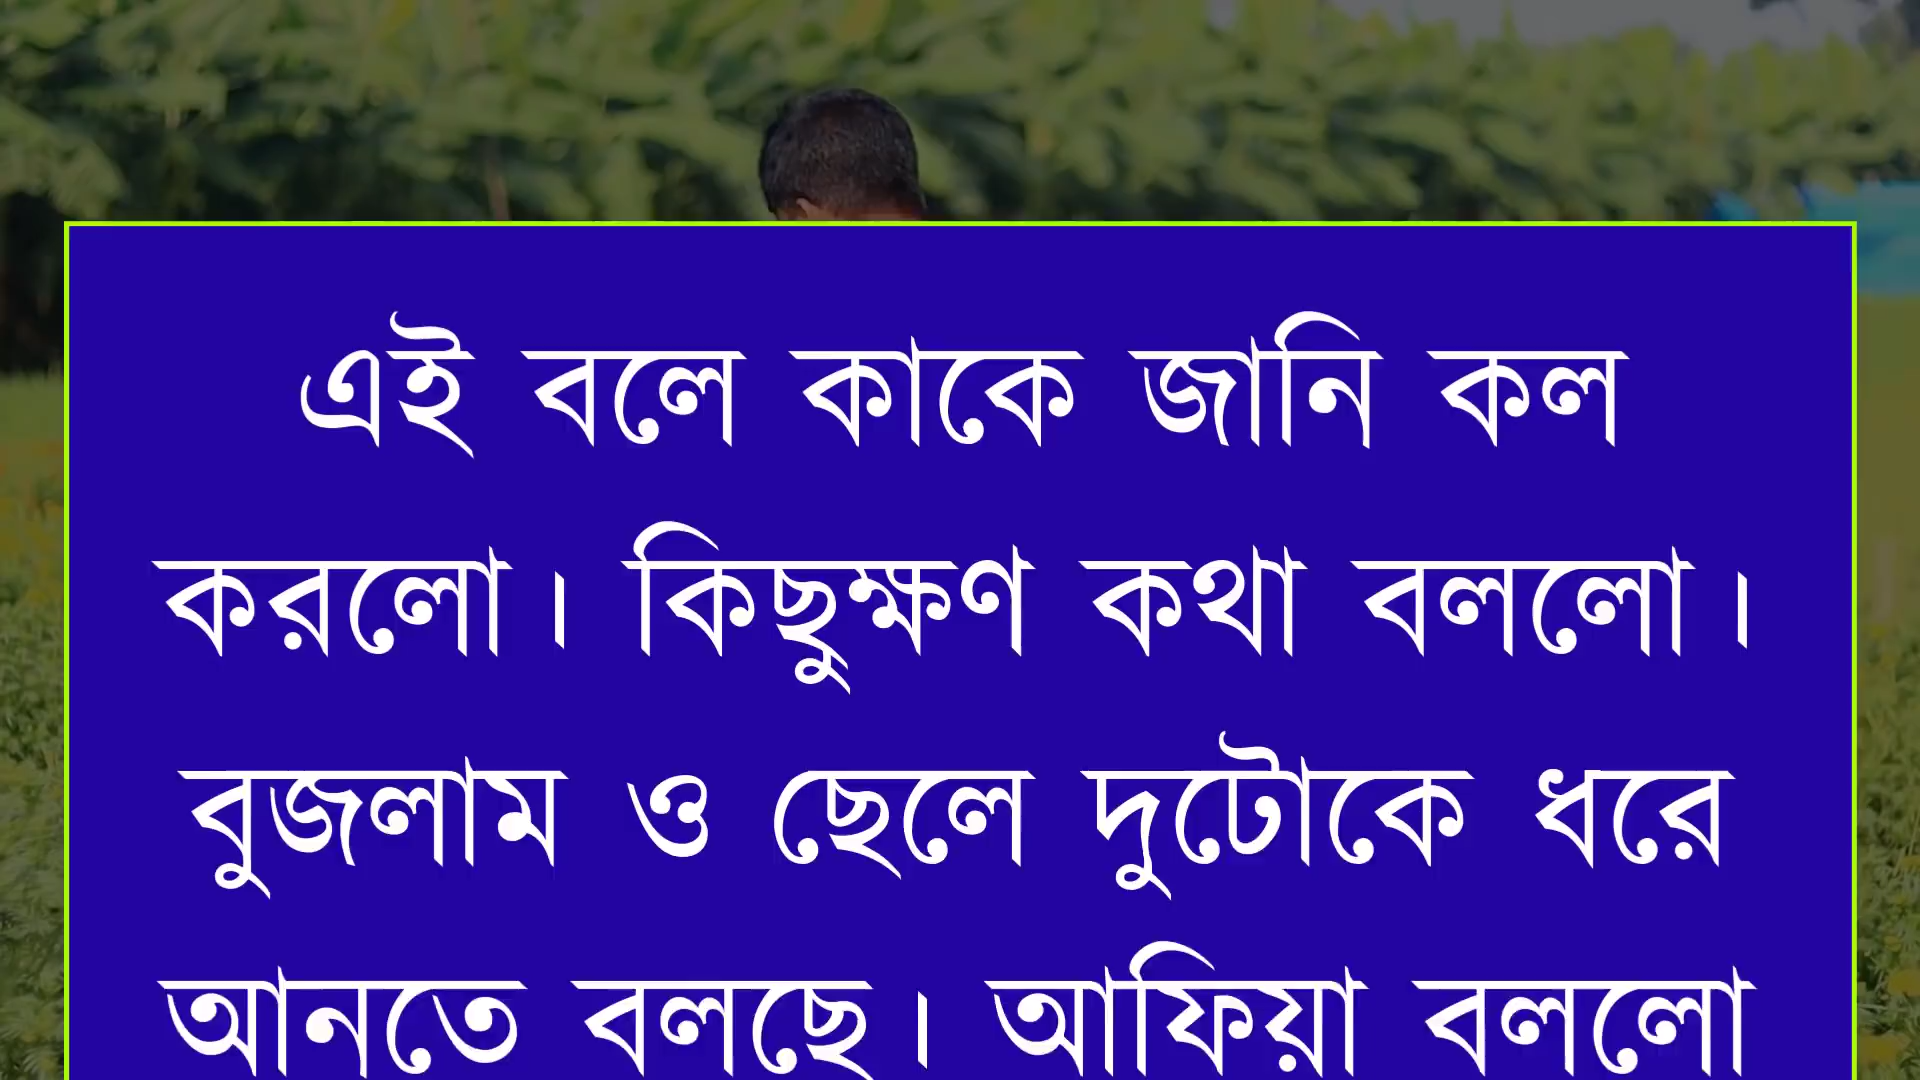 এই বলে কাকে জানি কল
করলো। কিছুক্ষণ কথা বললো।
বুজলাম ও ছেলে দুটোকে ধরে
আনতে বলছে। আফিয়া বললো